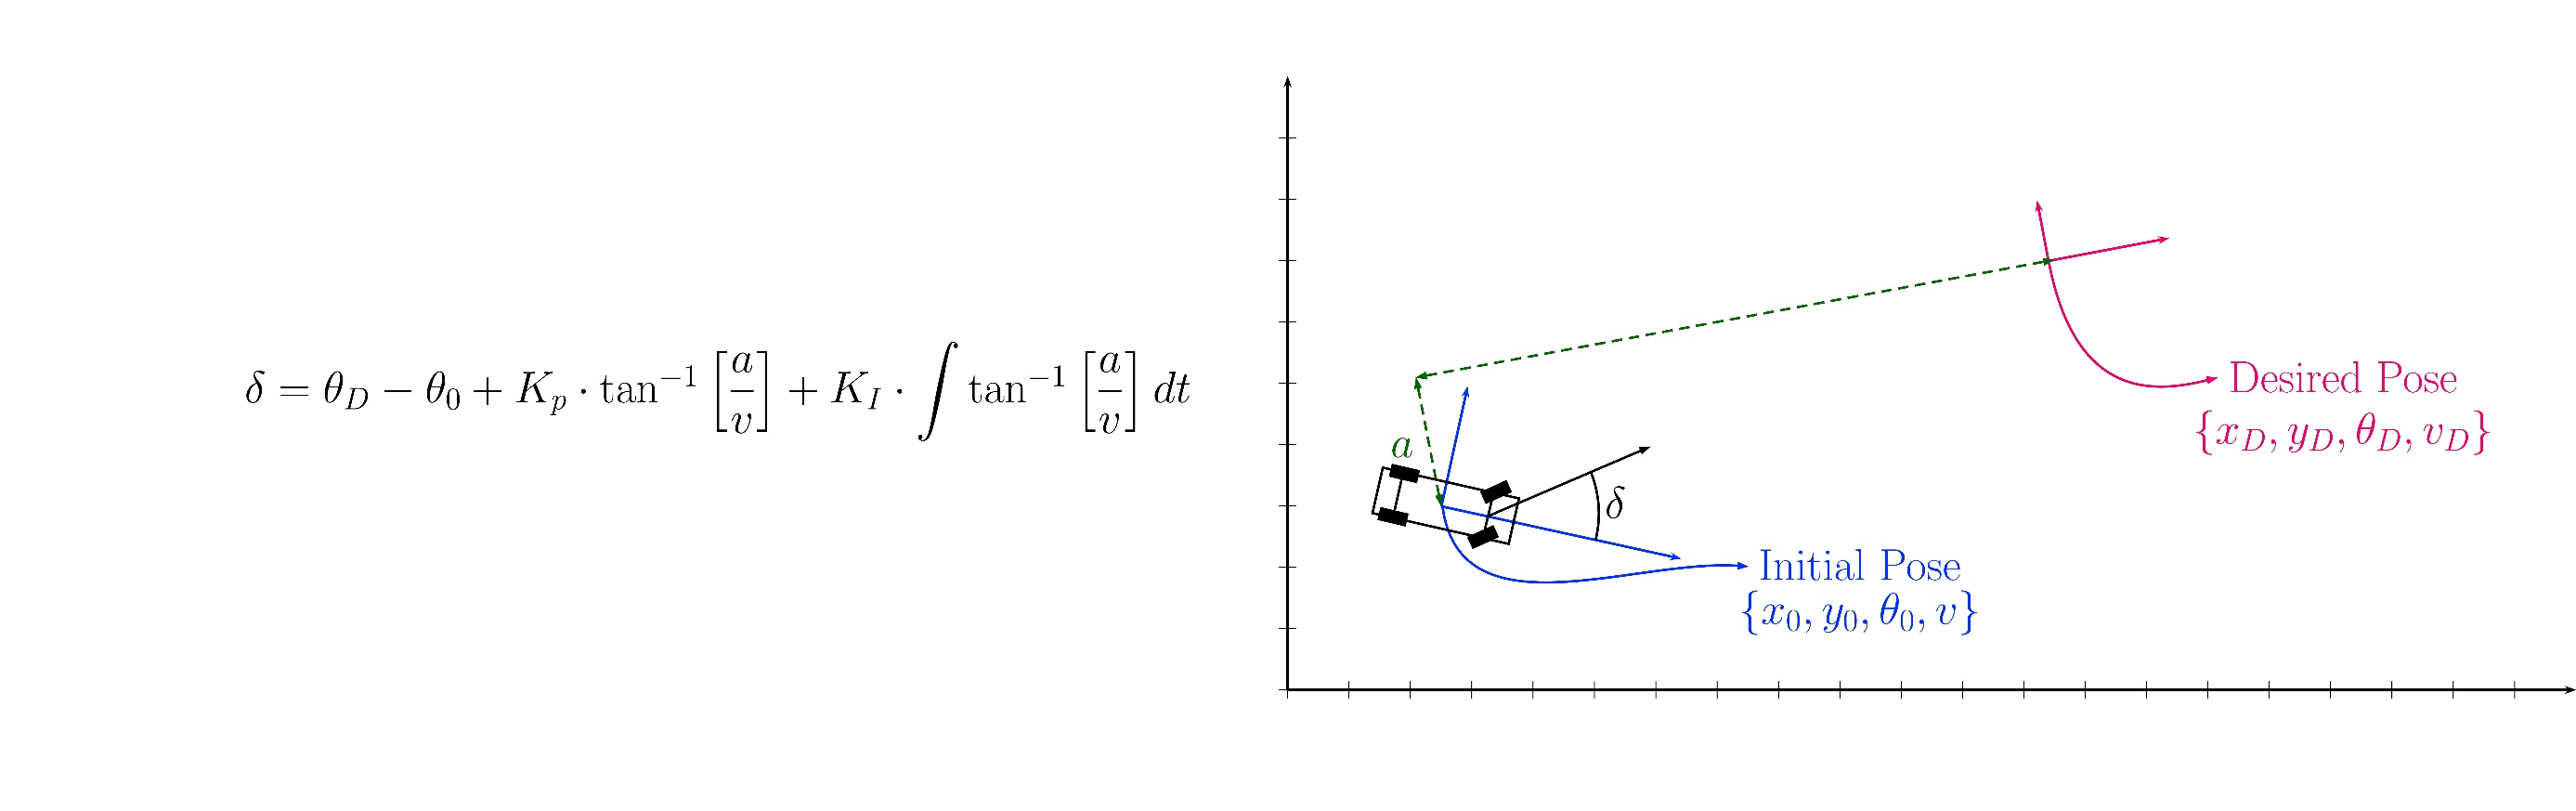 δ = θ_D − θ_0 + K_p · tan⁻¹ [a/v] + K_I · ∫ tan⁻¹ [a/v] dt
a
δ
Desired Pose
{x_D, y_D, θ_D, v_D}
Initial Pose
{x_0, y_0, θ_0, v}